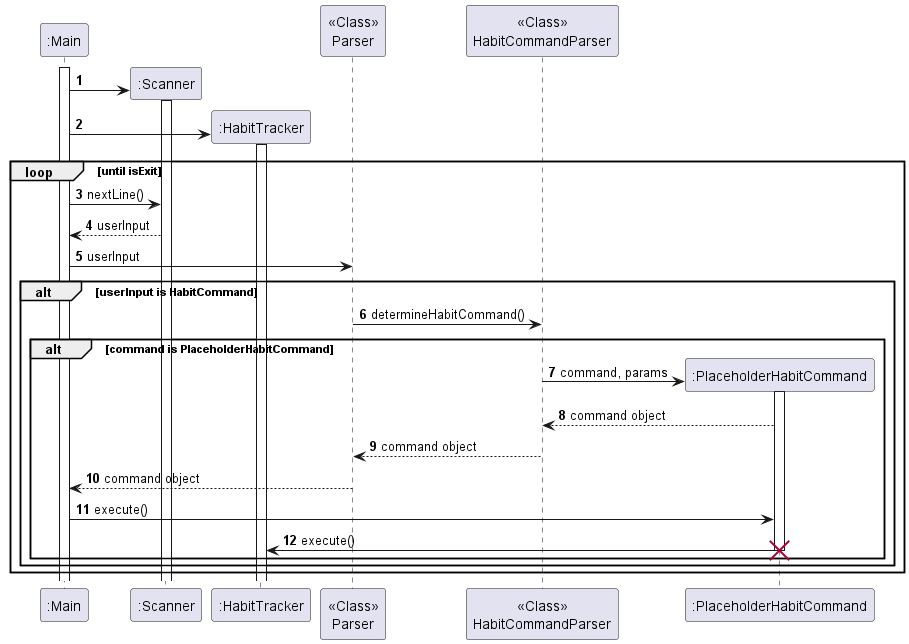 «Class»
«Class»
:Main
Parser
HabitCommandParser
1
:Scanner
2
:HabitTracker
loop [until isExit]
3 nextLine()
4 userInput
5 userInput
alt [userInput is HabitCommand]
6 determineHabitCommand()
alt [command is PlaceholderHabitCommand]
7 command, params
:PlaceholderHabitCommand
8 command object
9 command object
10 command object
11 execute()
12 execute()
:Main
:Scanner
:HabitTracker
«Class»
Parser
«Class»
HabitCommandParser
:PlaceholderHabitCommand